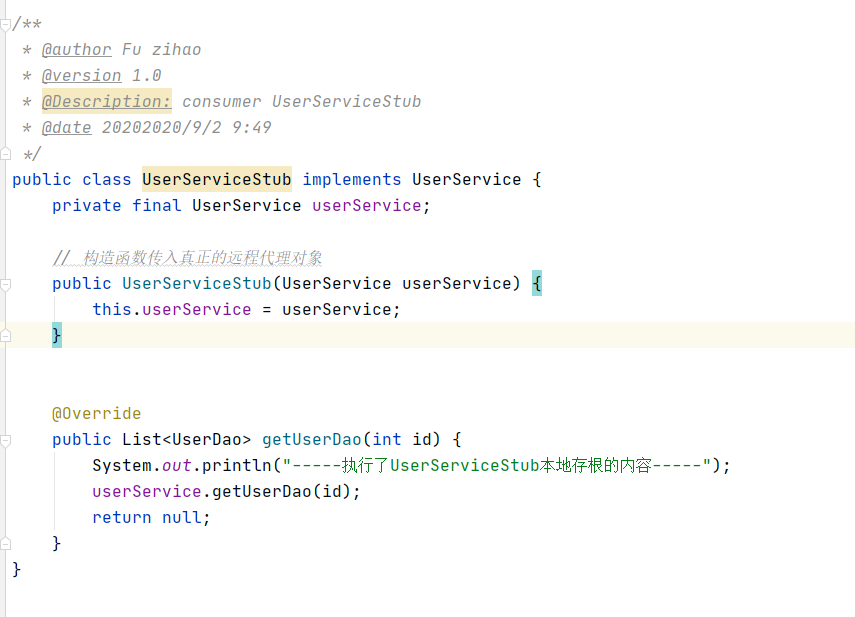 /**
 * @author Fu zihao
 * @version 1.0
 * @Description: consumer UserServiceStub
 * @date 20202020/9/2 9:49
 */
public class UserServiceStub implements UserService {
    private final UserService userService;
    // 构造函数传入真正的远程代理对象
    public UserServiceStub(UserService userService) {
        this.userService = userService;
    }
    @Override
    public List<UserDao> getUserDao(int id) {
        System.out.println("-----执行了UserServiceStub本地存根的内容-----");
        userService.getUserDao(id);
        return null;
    }
}